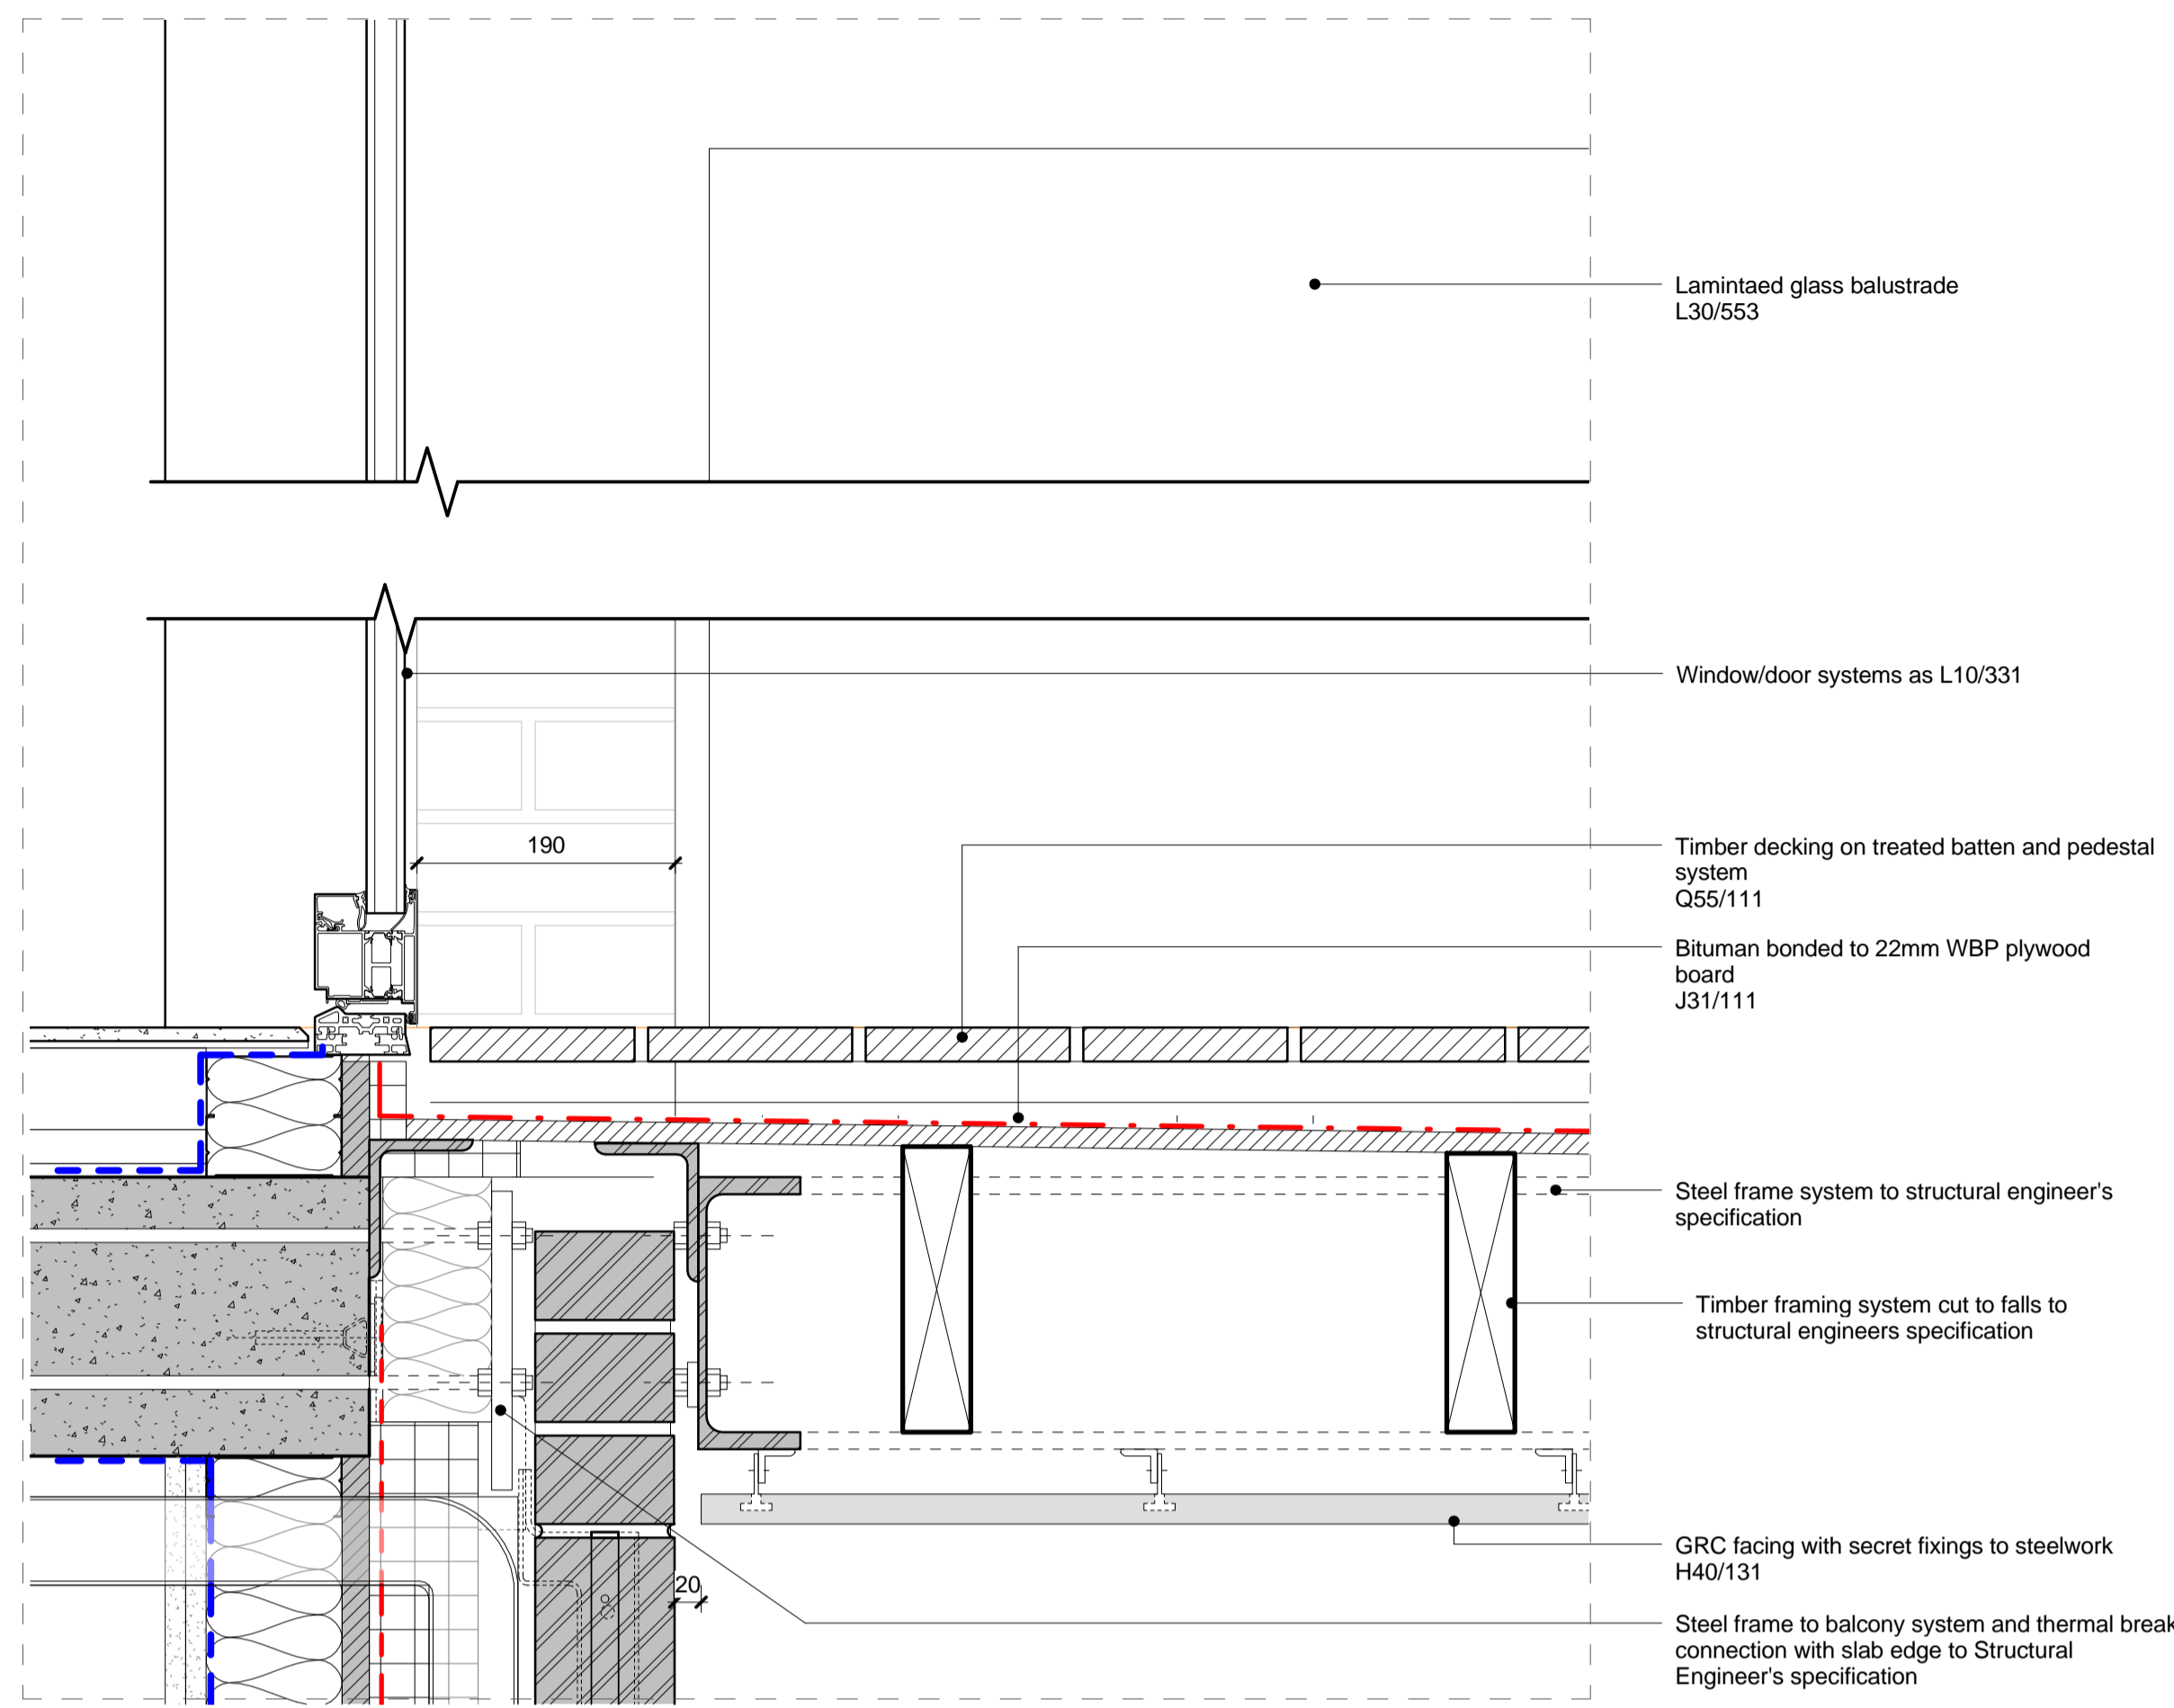 Lamintaed glass balustrade
L30/553
Window/door systems as L10/331
190
Timber decking on treated batten and pedestal
system
Q55/111
Bituman bonded to 22mm WBP plywood
board
J31/111
Steel frame system to structural engineer's
specification
Timber framing system cut to falls to
structural engineers specification
GRC facing with secret fixings to steelwork
H40/131
20
Steel frame to balcony system and thermal break
connection with slab edge to Structural
Engineer's specification